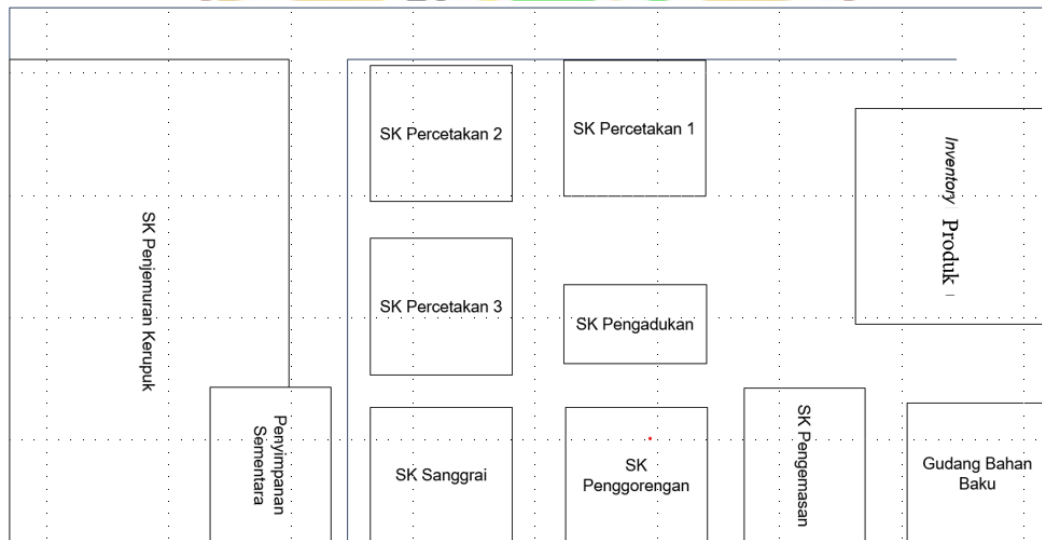 SK Percetakan 2
SK Percetakan 1
Inventory Produk
SK Penjemuran Kerupuk
SK Percetakan 3
SK Pengadukan
Penyimpanan
Sementara
SK Sanggrai
SK
Penggorengan
SK Pengemasan
Gudang Bahan
Baku